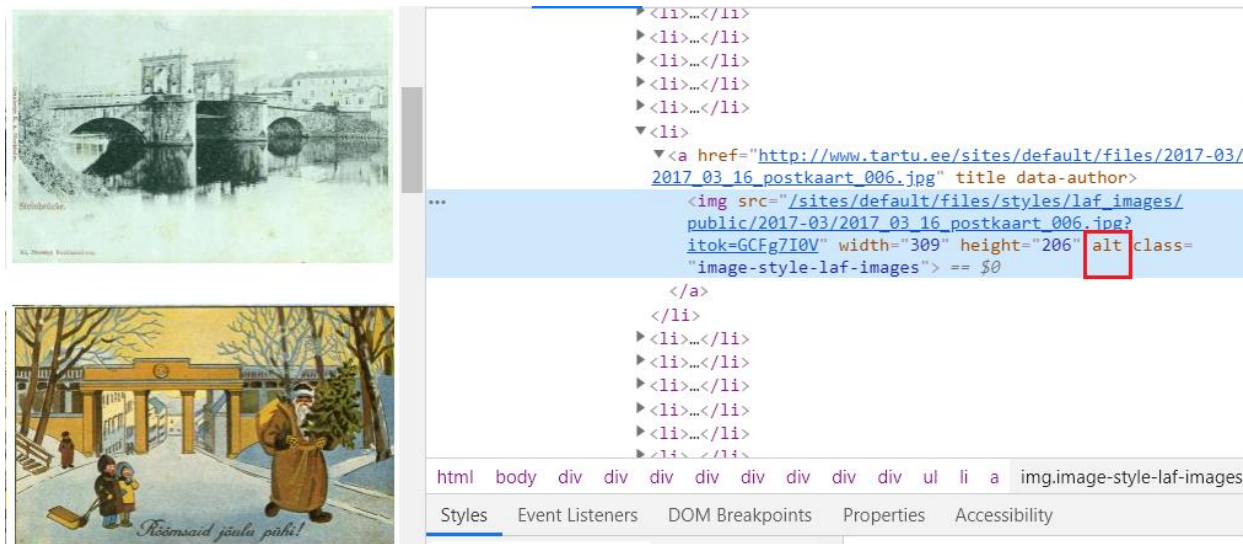 Steinbrücke.
Rõõmsaid jõulu pühi!
▶<li>…</li>
▶<li>…</li>
▶<li>…</li>
▶<li>…</li>
▶<li>…</li>
▼<li>
▼<a href="http://www.tartu.ee/sites/default/files/2017-03/
2017_03_16_postkaart_006.jpg" title data-author>
… <img src="/sites/default/files/styles/laf_images/
public/2017-03/2017_03_16_postkaart_006.jpg?
itok=GCFg7I0V" width="309" height="206" alt class=
"image-style-laf-images"> == $0
</a>
</li>
▶<li>…</li>
▶<li>…</li>
▶<li>…</li>
▶<li>…</li>
▶<li>…</li>
▶<li>…</li>
html body div div div div div div div div ul li a img.image-style-laf-images
Styles Event Listeners DOM Breakpoints Properties Accessibility